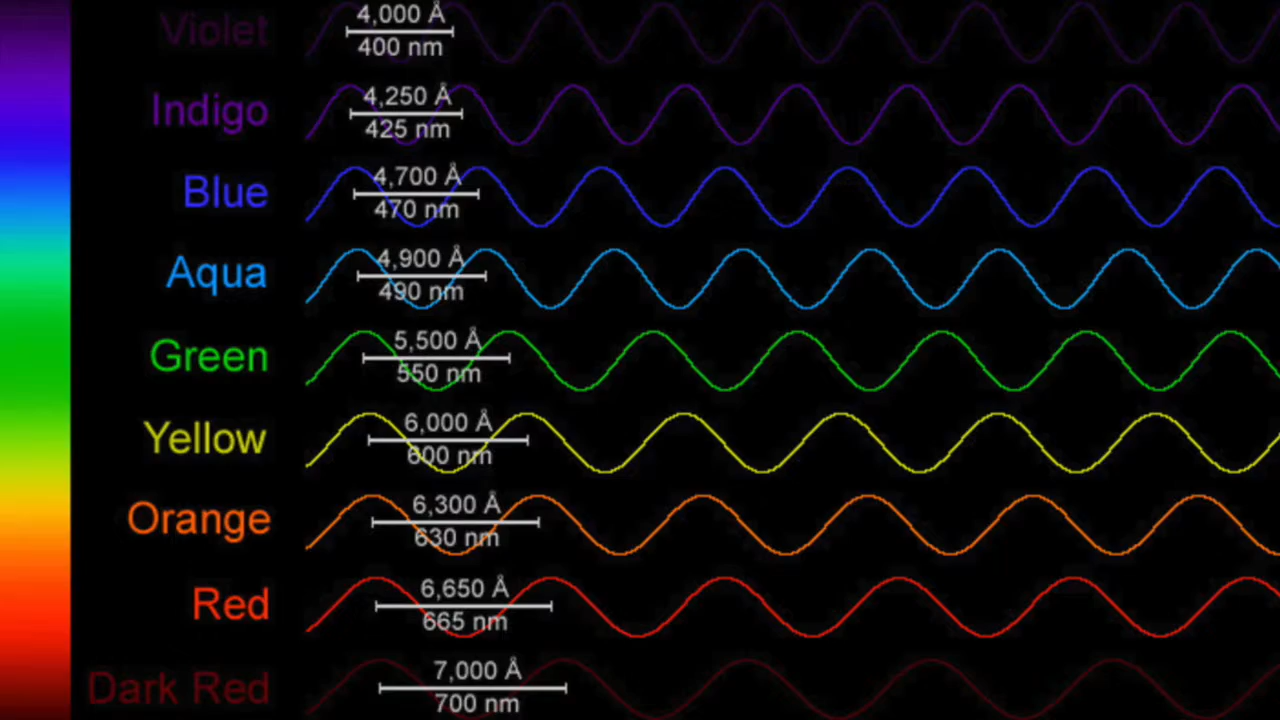 Violet
4,000 Å
400 nm
Indigo
4,250 Å
425 nm
Blue
4,700 Å
470 nm
Aqua
4,900 Å
490 nm
Green
5,500 Å
550 nm
Yellow
6,000 Å
600 nm
Orange
6,300 Å
630 nm
Red
6,650 Å
665 nm
Dark Red
7,000 Å
700 nm